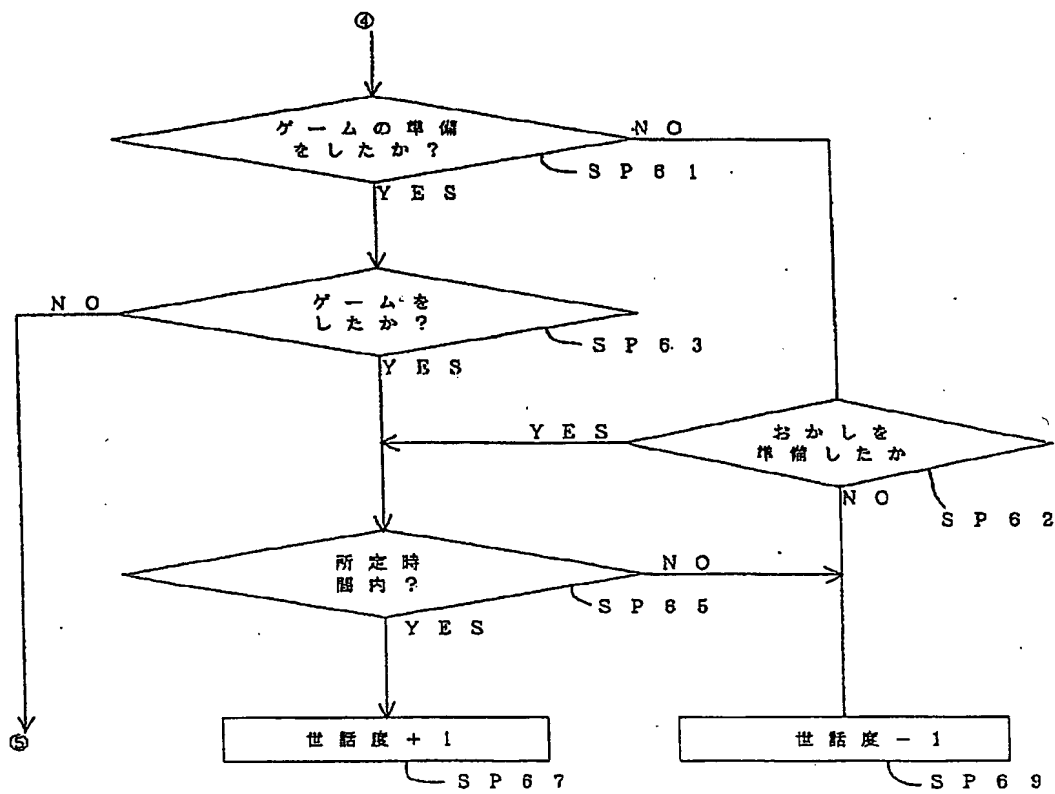 ④
ゲームの準備
をしたか?
NO
SP61
YES
ゲームを
したか?
NO
SP63
YES
おかしを
準備したか
YES
NO
SP62
所定時
間内?
NO
SP65
YES
⑤
世話度+1
SP67
世話度-1
SP69